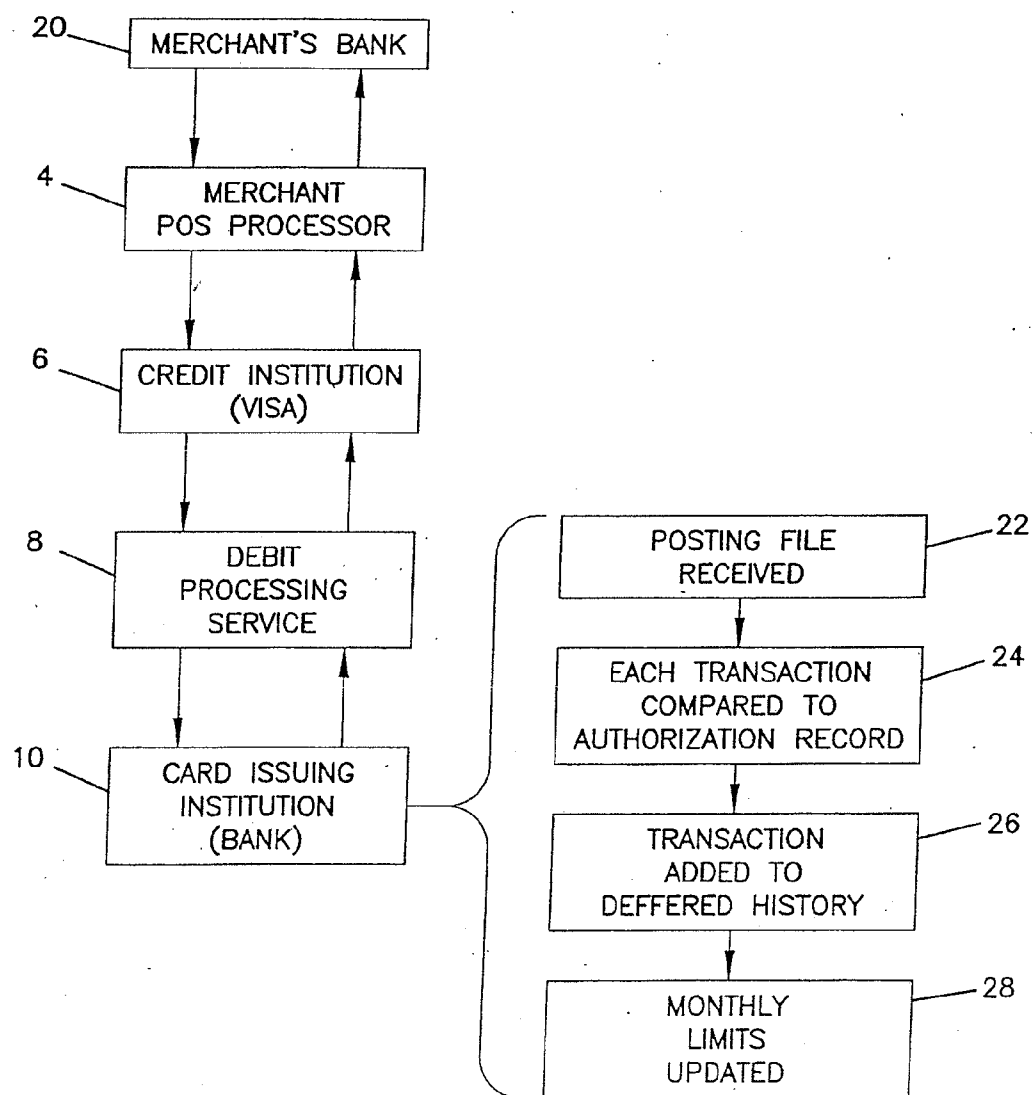 20
MERCHANT'S BANK
4
MERCHANT
POS PROCESSOR
6
CREDIT INSTITUTION
(VISA)
8
DEBIT
PROCESSING
SERVICE
10
CARD ISSUING
INSTITUTION
(BANK)
POSTING FILE
RECEIVED
22
EACH TRANSACTION
COMPARED TO
AUTHORIZATION RECORD
24
TRANSACTION
ADDED TO
DEFFERED HISTORY
26
MONTHLY
LIMITS
UPDATED
28